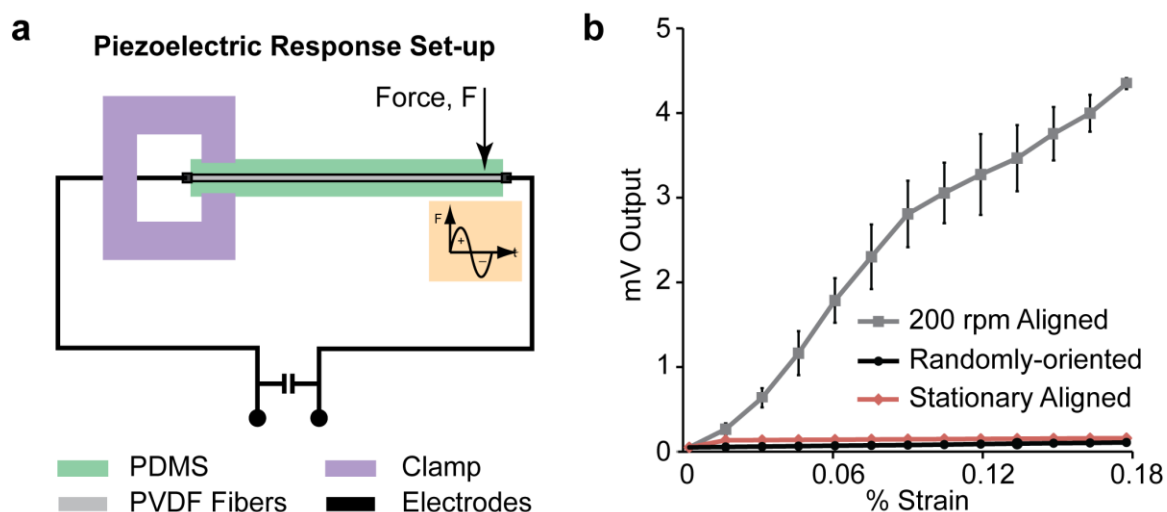 a
Piezoelectric Response Set-up
Force, F
F
+
−
t
PDMS
Clamp
PVDF Fibers
Electrodes
b
5
4
3
2
1
0
mV Output
200 rpm Aligned
Randomly-oriented
Stationary Aligned
0 0.06 0.12 0.18
% Strain